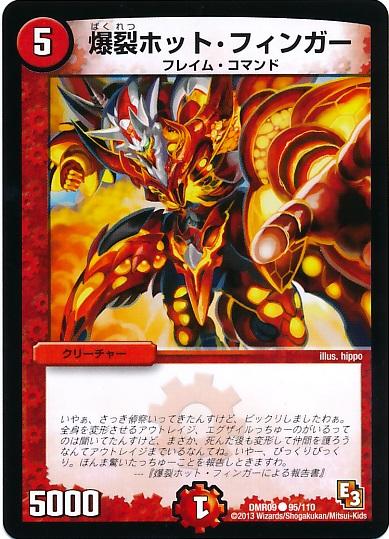 5
ばくれつ
爆裂ホット・フィンガー
フレイム・コマンド
クリーチャー
illus. hippo
いやぁ、さっき偵察いってきたんすけど、ビックリしましたわぁ。
全身を変形させるアウトレイジ、エグザイルっちゅーのがいるって
のは聞いてたんすけど、まさか、死んだ後も変形して仲間を護ろう
なんてアウトレイジまでいるなんてね。いやー、びっくりびっく
り。ほんま驚いたっちゅーことを報告しときますわ。
---『爆裂ホット・フィンガーによる報告書』
5000
1
E3
DMR09 ● 95/110
©2013 Wizards/Shogakukan/Mitsui-Kids